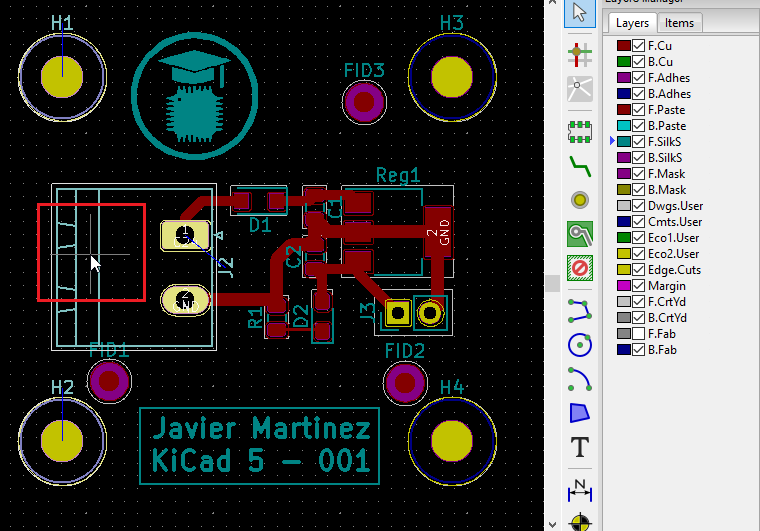 Layers Manager
Layers Items
F.Cu
B.Cu
F.Adhes
B.Adhes
F.Paste
B.Paste
F.SilkS
B.SilkS
F.Mask
B.Mask
Dwgs.User
Cmts.User
Eco1.User
Eco2.User
Edge.Cuts
Margin
F.CrtYd
B.CrtYd
F.Fab
B.Fab
H1
H3
FID3
Reg1
D1
C1
2
GND
J2
C2
1
GND
R1
D2
J3
FID1
FID2
H2
H4
Javier Martinez
KiCad 5 - 001
T
N